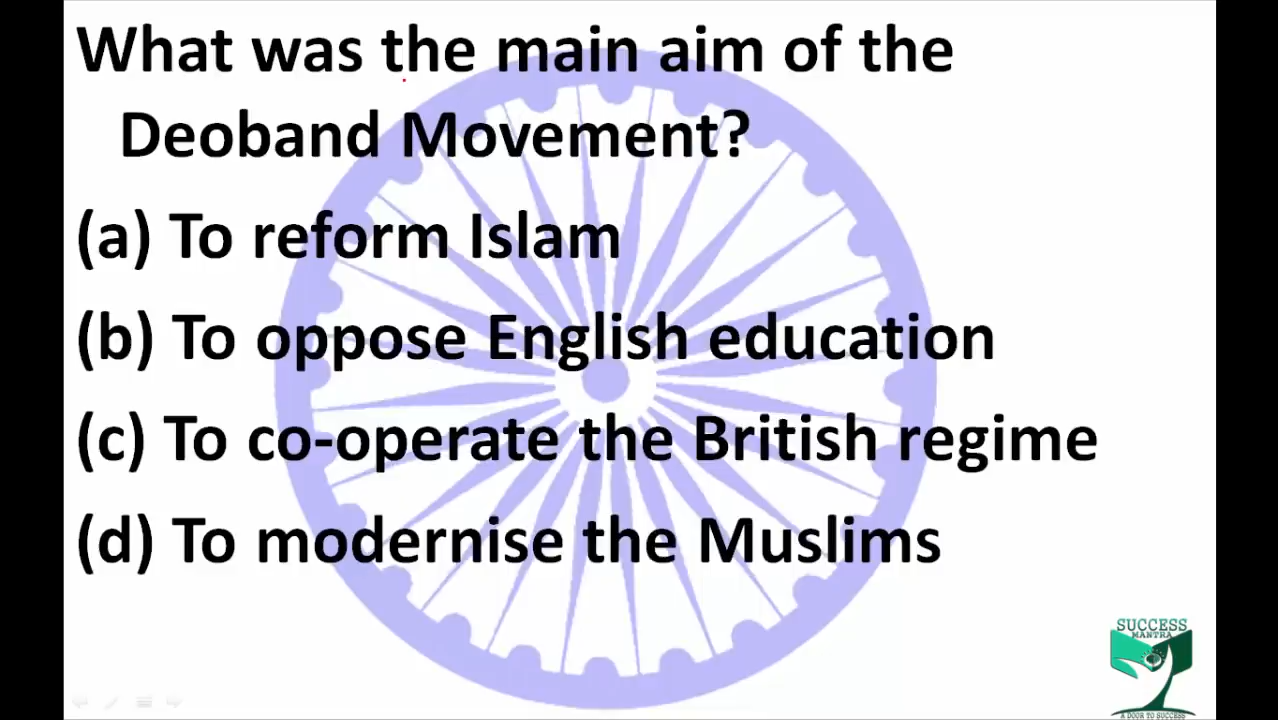 What was the main aim of the
Deoband Movement?
(a) To reform Islam
(b) To oppose English education
(c) To co-operate the British regime
(d) To modernise the Muslims
SUCCESS
MANTRA
A DOOR TO SUCCESS